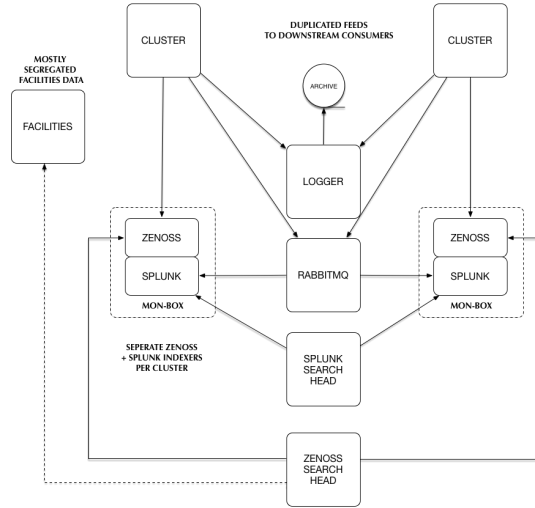 DUPLICATED FEEDS
TO DOWNSTREAM CONSUMERS
CLUSTER
CLUSTER
MOSTLY
SEGREGATED
FACILITIES DATA
ARCHIVE
FACILITIES
LOGGER
ZENOSS
SPLUNK
MON-BOX
RABBITMQ
ZENOSS
SPLUNK
MON-BOX
SEPERATE ZENOSS
+ SPLUNK INDEXERS
PER CLUSTER
SPLUNK
SEARCH
HEAD
ZENOSS
SEARCH
HEAD